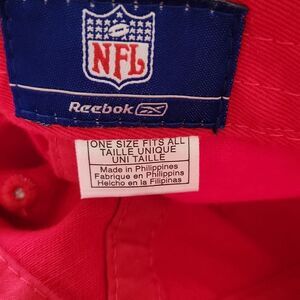 NFL
Reebok
ONE SIZE FITS ALL
TAILLE UNIQUE
UNI TAILLE
Made in Philippines
Fabrique en Philippins
Heicho en la Filipinas